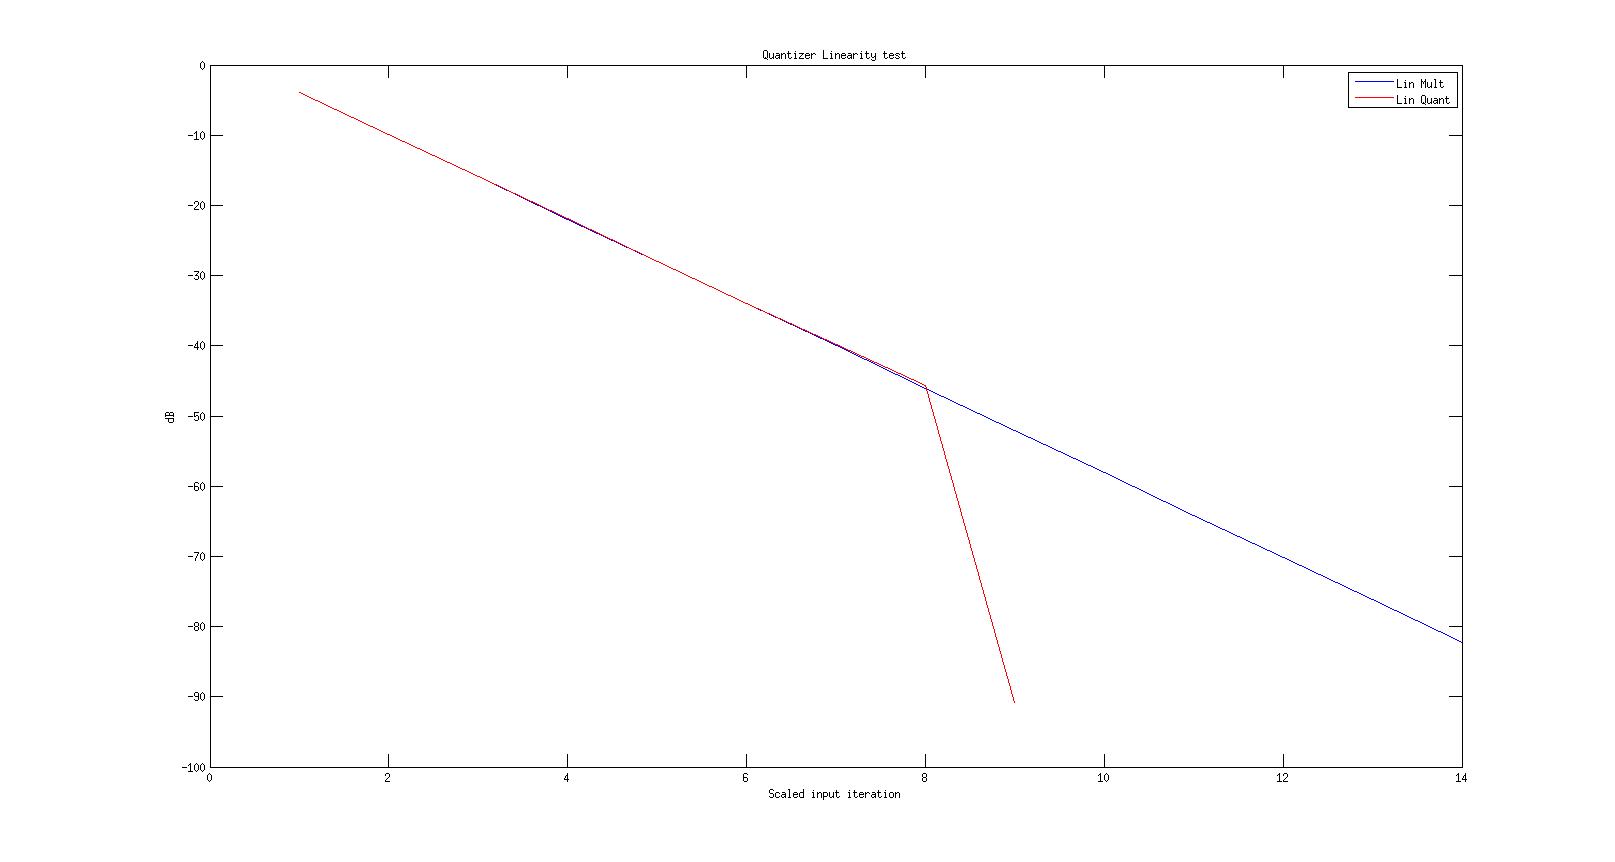 Quantizer Linearity test
Lin Mult
Lin Quant
0
-10
-20
-30
-40
-50
-60
-70
-80
-90
-100
dB
0 2 4 6 8 10 12 14
Scaled input iteration